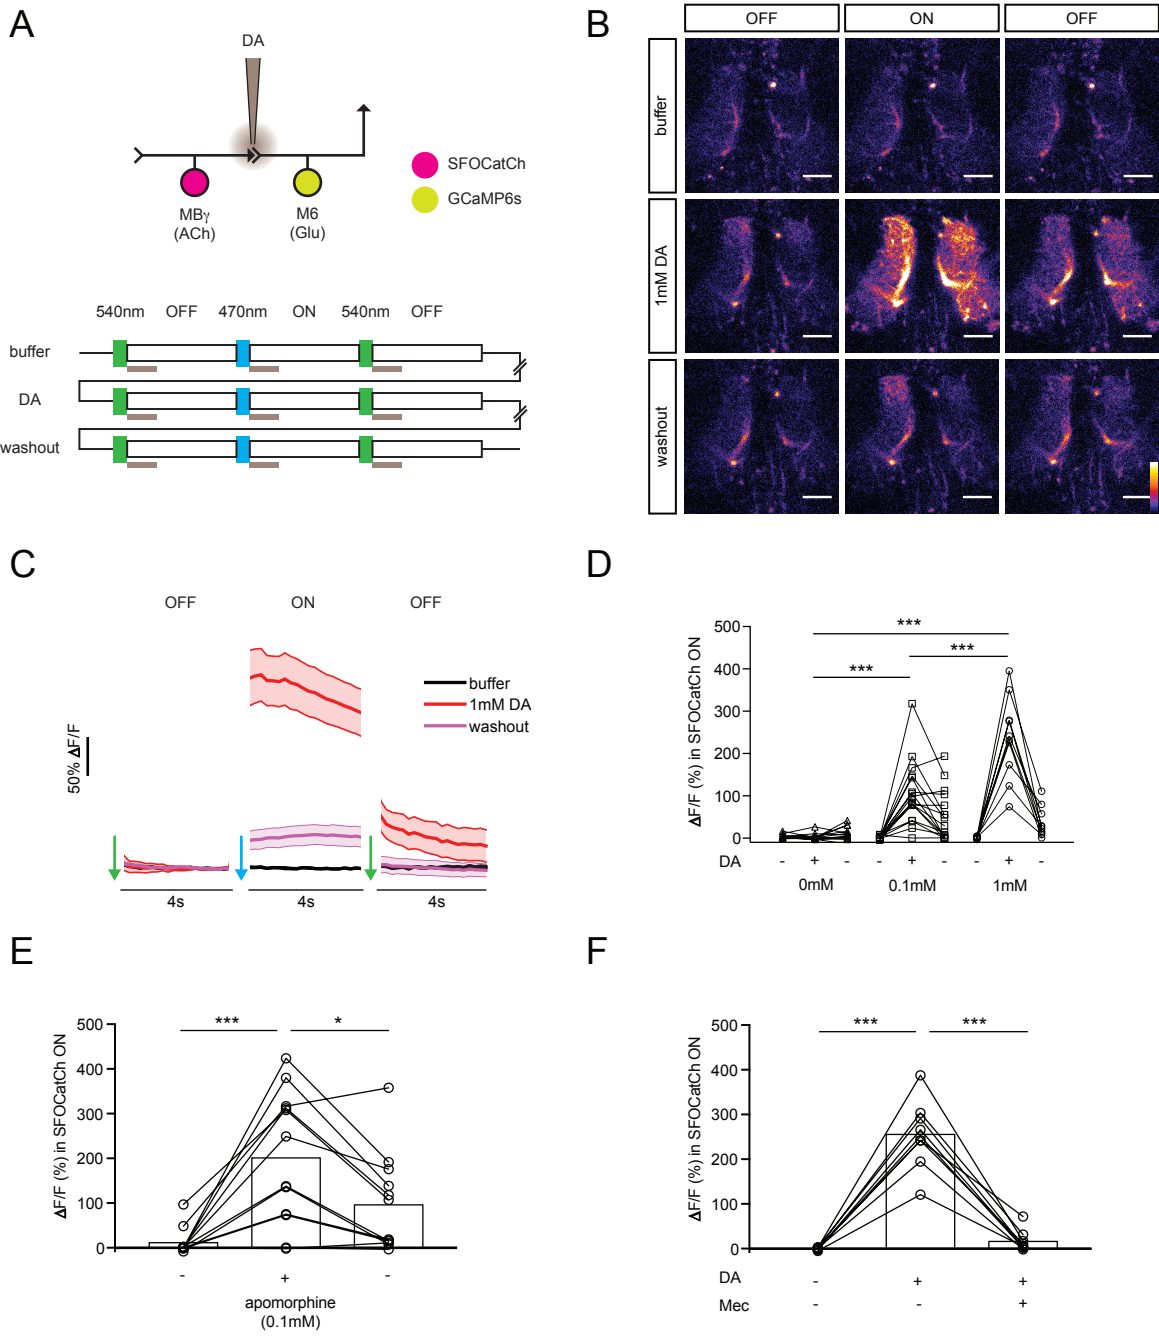 A
DA
SFOCatCh
GCaMP6s
MBγ
(ACh)
M6
(Glu)
540nm OFF 470nm ON 540nm OFF
buffer
DA
washout
B
OFF ON OFF
buffer
1mM DA
washout
C
OFF ON OFF
50% ΔF/F
buffer
1mM DA
washout
4s 4s 4s
D
ΔF/F (%) in SFOCatCh ON
500
400
300
200
100
0
***
***
***
DA - + - - + - - + -
0mM 0.1mM 1mM
E
ΔF/F (%) in SFOCatCh ON
500
400
300
200
100
0
*** *
- + -
apomorphine
(0.1mM)
F
ΔF/F (%) in SFOCatCh ON
500
400
300
200
100
0
*** ***
DA - + +
Mec - - +